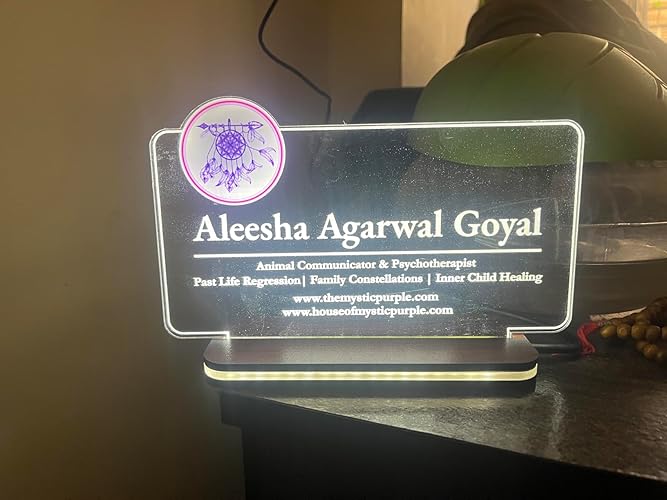 Aleesha Agarwal Goyal
Animal Communicator & Psychotherapist
Past Life Regression| Family Constellations | Inner Child Healing
www.themysticpurple.com
www.houseofmysticpurple.com